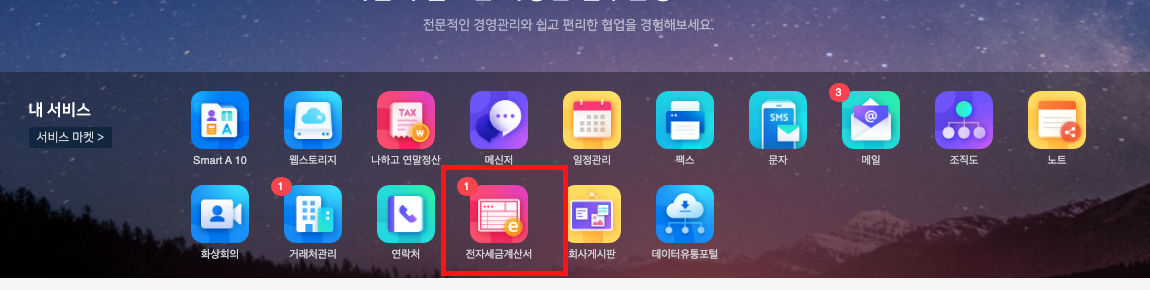 전문적인 경영관리와 쉽고 편리한 협업을 경험해보세요.
내 서비스
서비스 마켓 >
TAX
SMS
3
@
Smart A 10
웹스토리지
나하고 연말정산
메신저
일정관리
팩스
문자
메일
조직도
노트
1
1
e
화상회의
거래처관리
연락처
전자세금계산서
회사게시판
데이터유통포털